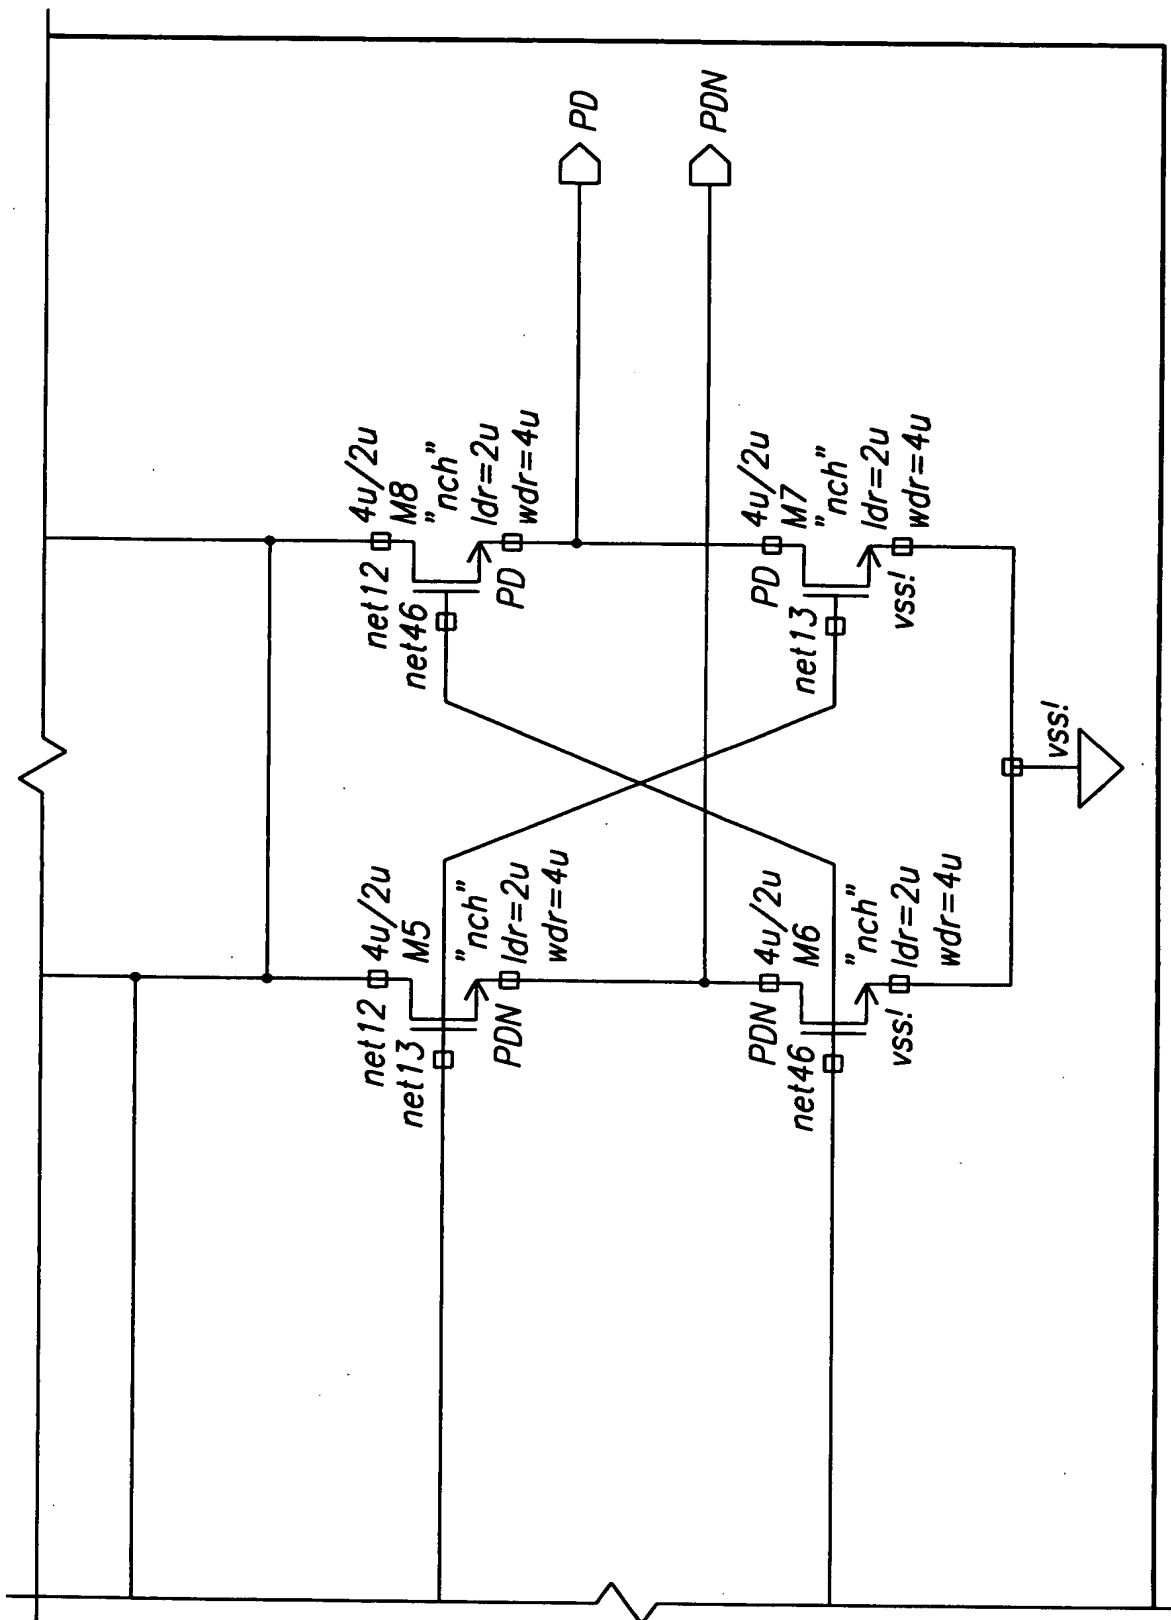 PD
PDN
net12
4u/2u
M8
net46
"nch"
ldr=2u
PD
wdr=4u
PD
4u/2u
M7
net13
"nch"
ldr=2u
vss!
wdr=4u
net12
4u/2u
M5
net13
"nch"
ldr=2u
PDN
wdr=4u
PDN
4u/2u
M6
net46
"nch"
ldr=2u
vss!
wdr=4u
vss!